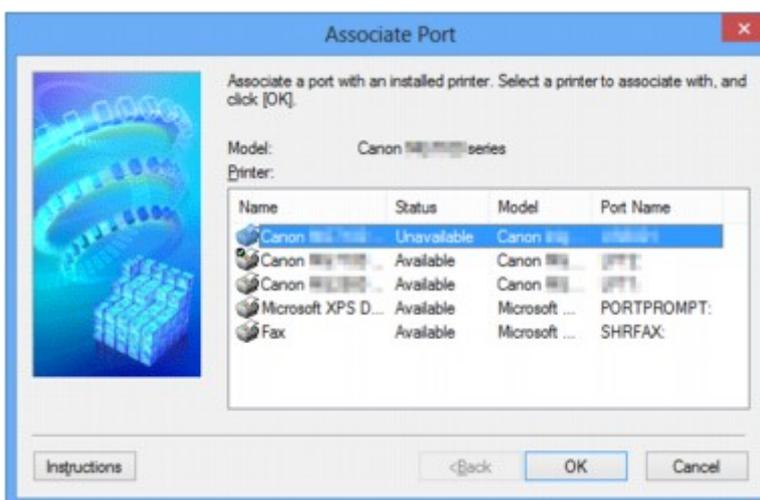 Associate Port
Associate a port with an installed printer. Select a printer to associate with, and
click [OK].
Model: Canon series
Printer:
Name Status Model Port Name
Canon ... Unavailable Canon
Canon ... Available Canon
Canon ... Available Canon
Microsoft XPS D... Available Microsoft ... PORTPROMPT:
Fax Available Microsoft ... SHRFAX:
Instructions <Back OK Cancel